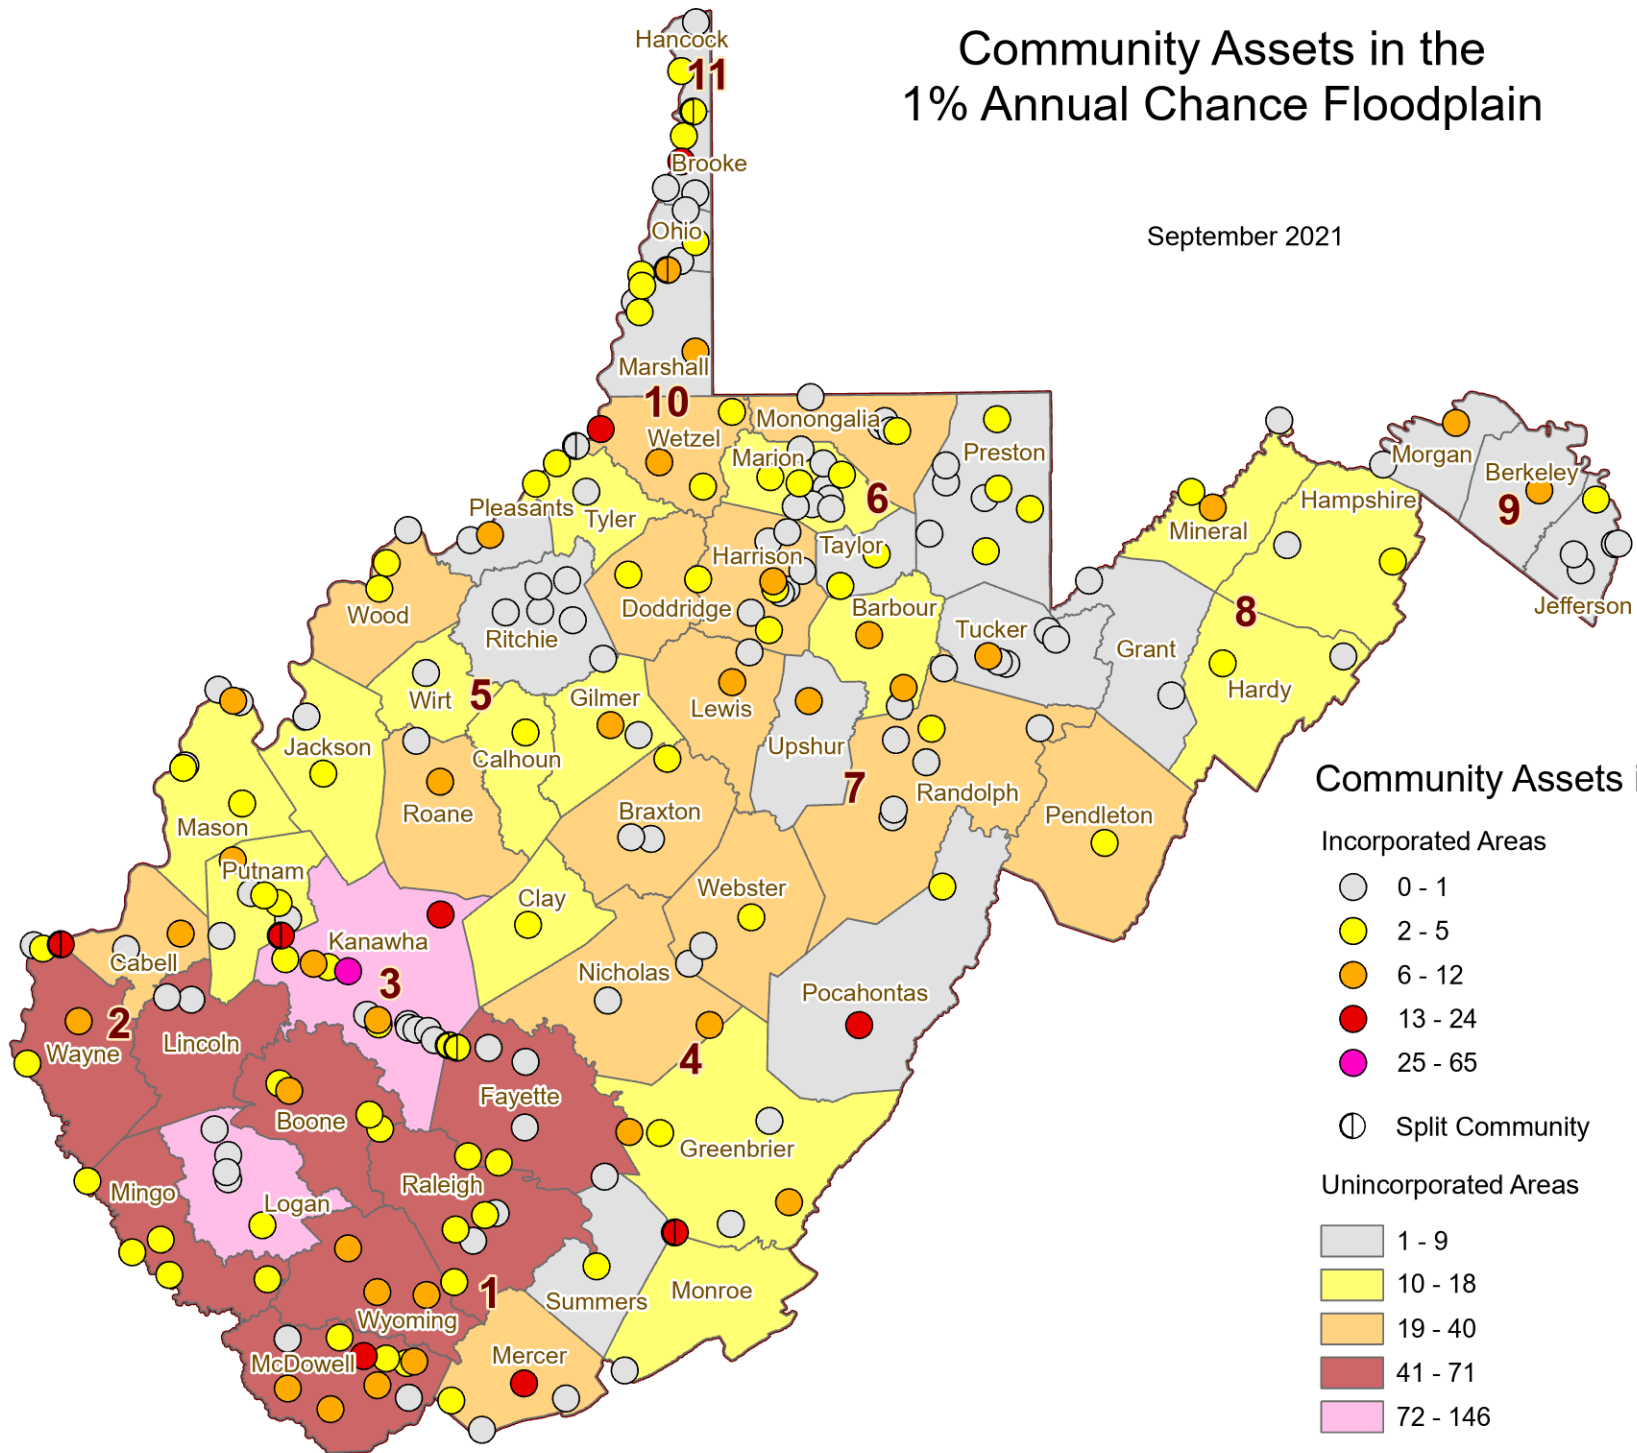 Community Assets in the
1% Annual Chance Floodplain
September 2021
Hancock
11
Brooke
Ohio
Marshall
10
Wetzel
Monongalia
Marion
6
Preston
Pleasants
Tyler
Harrison
Taylor
Morgan
Berkeley
9
Hampshire
Mineral
Jefferson
Wood
Ritchie
Doddridge
Barbour
Tucker
8
Grant
Hardy
Wirt
5
Gilmer
Lewis
Jackson
Calhoun
Upshur
7
Randolph
Pendleton
Roane
Braxton
Mason
Putnam
Clay
Webster
Kanawha
3
Cabell
Nicholas
Pocahontas
2
Wayne
Lincoln
4
Boone
Fayette
Greenbrier
Mingo
Logan
Raleigh
1
Summers
Monroe
Wyoming
McDowell
Mercer
Community Assets i
Incorporated Areas
0 - 1
2 - 5
6 - 12
13 - 24
25 - 65
Split Community
Unincorporated Areas
1 - 9
10 - 18
19 - 40
41 - 71
72 - 146